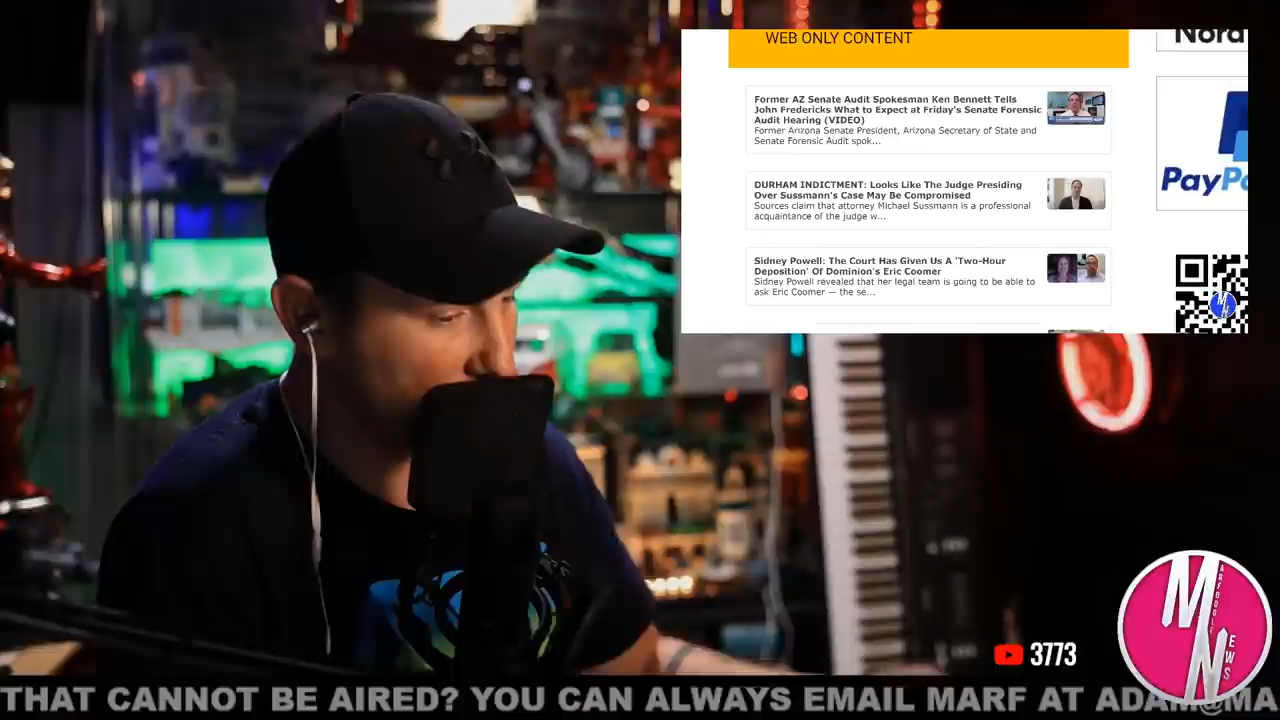 WEB ONLY CONTENT
Nord
Former AZ Senate Audit Spokesman Ken Bennett Tells
John Fredericks What to Expect at Friday's Senate Forensic
Audit Hearing (VIDEO)
Former Arizona Senate President, Arizona Secretary of State and
Senate Forensic Audit spok...
DURHAM INDICTMENT: Looks Like The Judge Presiding
Over Sussmann's Case May Be Compromised
Sources claim that attorney Michael Sussmann is a professional
acquaintance of the judge w...
PayPa
Sidney Powell: The Court Has Given Us A 'Two-Hour
Deposition' Of Dominion's Eric Coomer
Sidney Powell revealed that her legal team is going to be able to
ask Eric Coomer — the se...
3773
MARFOOGLE
NEWS
THAT CANNOT BE AIRED? YOU CAN ALWAYS EMAIL MARF AT ADAM@MA